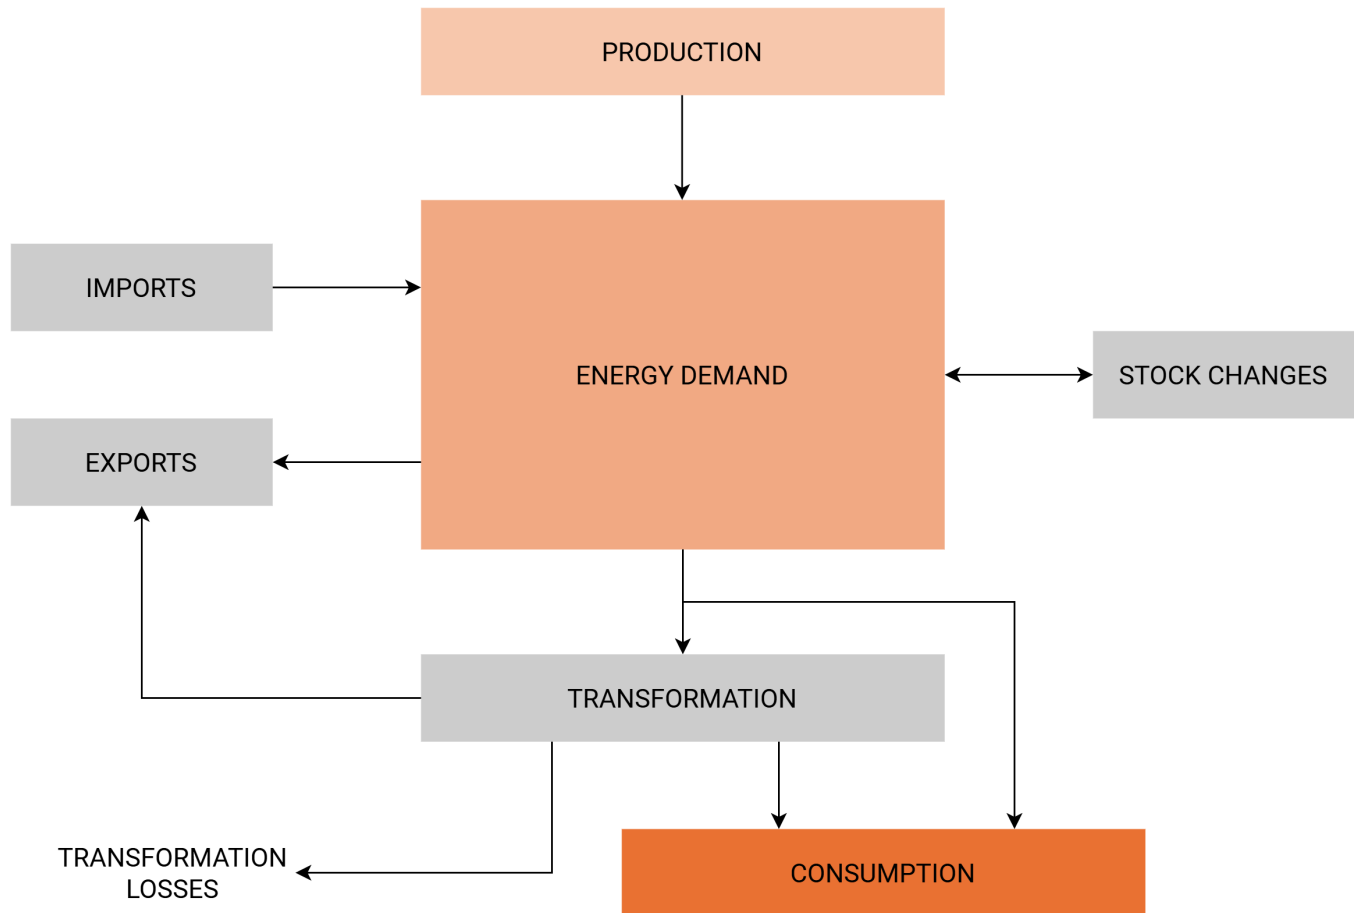 PRODUCTION
IMPORTS
ENERGY DEMAND
STOCK CHANGES
EXPORTS
TRANSFORMATION
TRANSFORMATION
LOSSES
CONSUMPTION